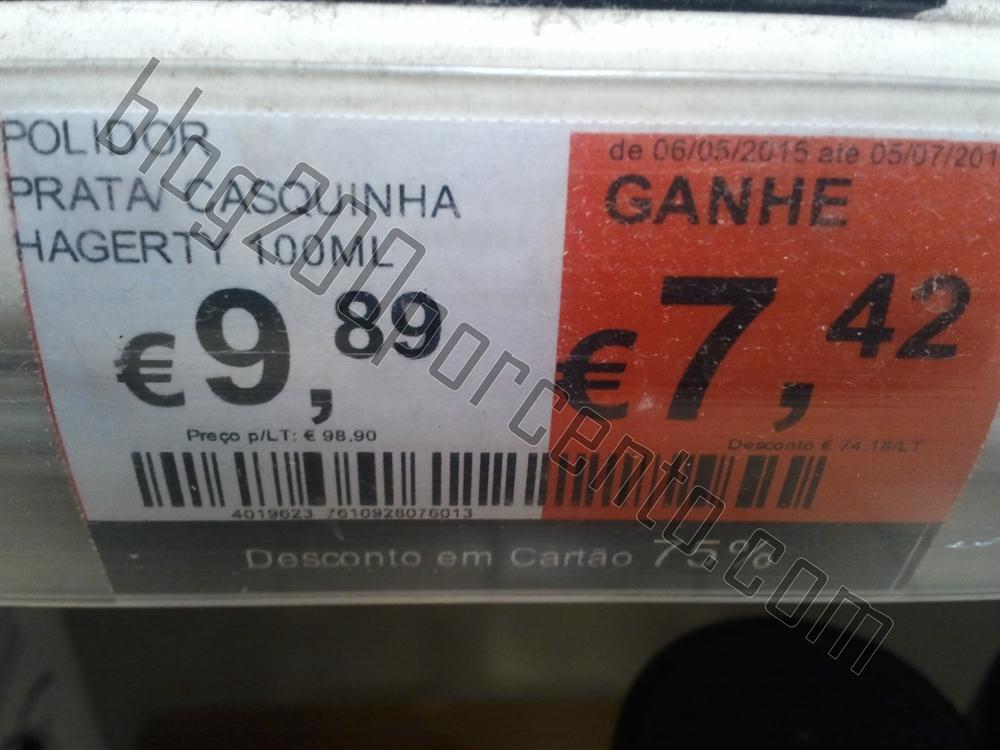 POLIDOR
PRATA/ CASQUINHA
HAGERTY 100ML
€ 9,89
Preço p/LT: € 98,90
de 06/05/2015 até 05/07/201
GANHE
€ 7,42
Desconto € 74,18/LT
4019623 7610928076013
Desconto em Cartão 75%
blog200porcento.com